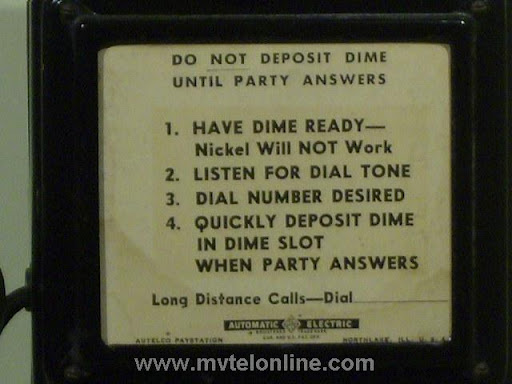 DO NOT DEPOSIT DIME
UNTIL PARTY ANSWERS
1. HAVE DIME READY—
Nickel Will NOT Work
2. LISTEN FOR DIAL TONE
3. DIAL NUMBER DESIRED
4. QUICKLY DEPOSIT DIME
IN DIME SLOT
WHEN PARTY ANSWERS
Long Distance Calls—Dial
AUTOMATIC ELECTRIC
AUTELCO PAYSTATION NORTHLAKE, ILL. U.S.A.
www.mvtelonline.com